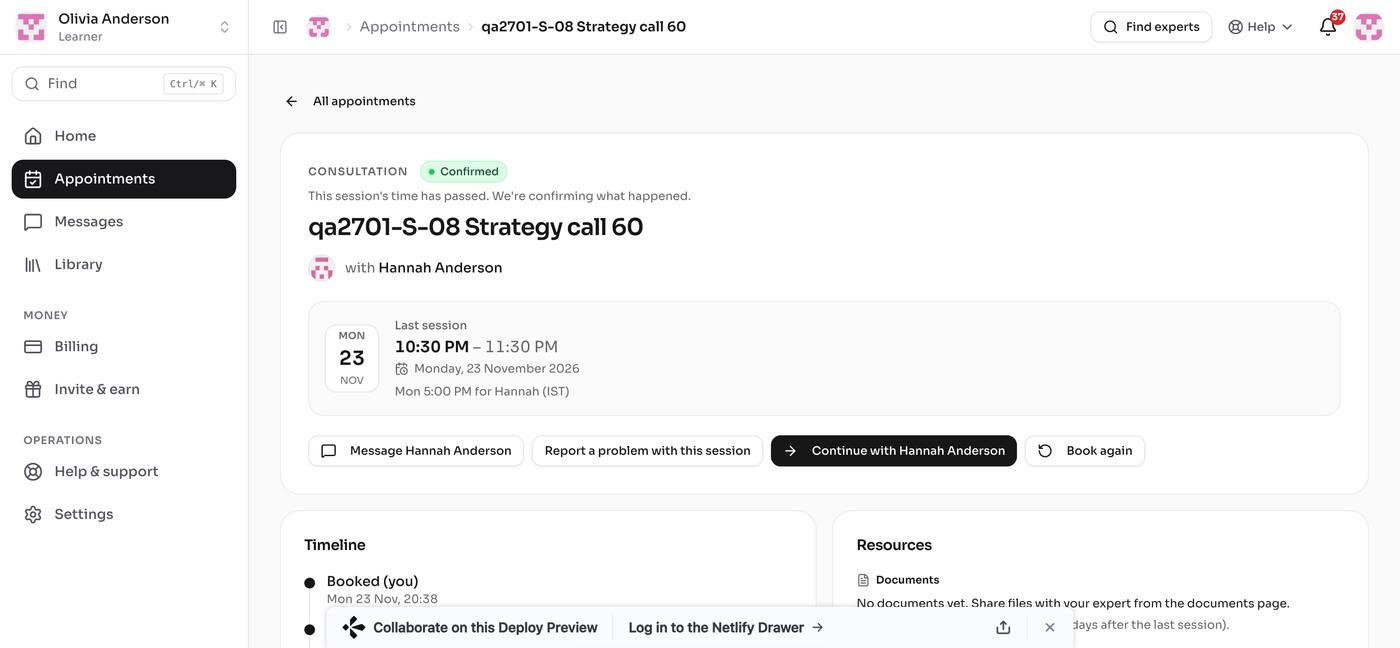 Olivia Anderson
Learner
Appointments
qa2701-S-08 Strategy call 60
Find experts
Help
37
Find
Ctrl/⌘ K
Home
Appointments
Messages
Library
MONEY
Billing
Invite & earn
OPERATIONS
Help & support
Settings
All appointments
CONSULTATION
Confirmed
This session's time has passed. We're confirming what happened.
qa2701-S-08 Strategy call 60
with Hannah Anderson
MON
23
NOV
Last session
10:30 PM – 11:30 PM
Monday, 23 November 2026
Mon 5:00 PM for Hannah (IST)
Message Hannah Anderson
Report a problem with this session
Continue with Hannah Anderson
Book again
Timeline
Booked (you)
Mon 23 Nov, 20:38
Resources
Documents
No documents yet. Share files with your expert from the documents page.
days after the last session).
Collaborate on this Deploy Preview
Log in to the Netlify Drawer →